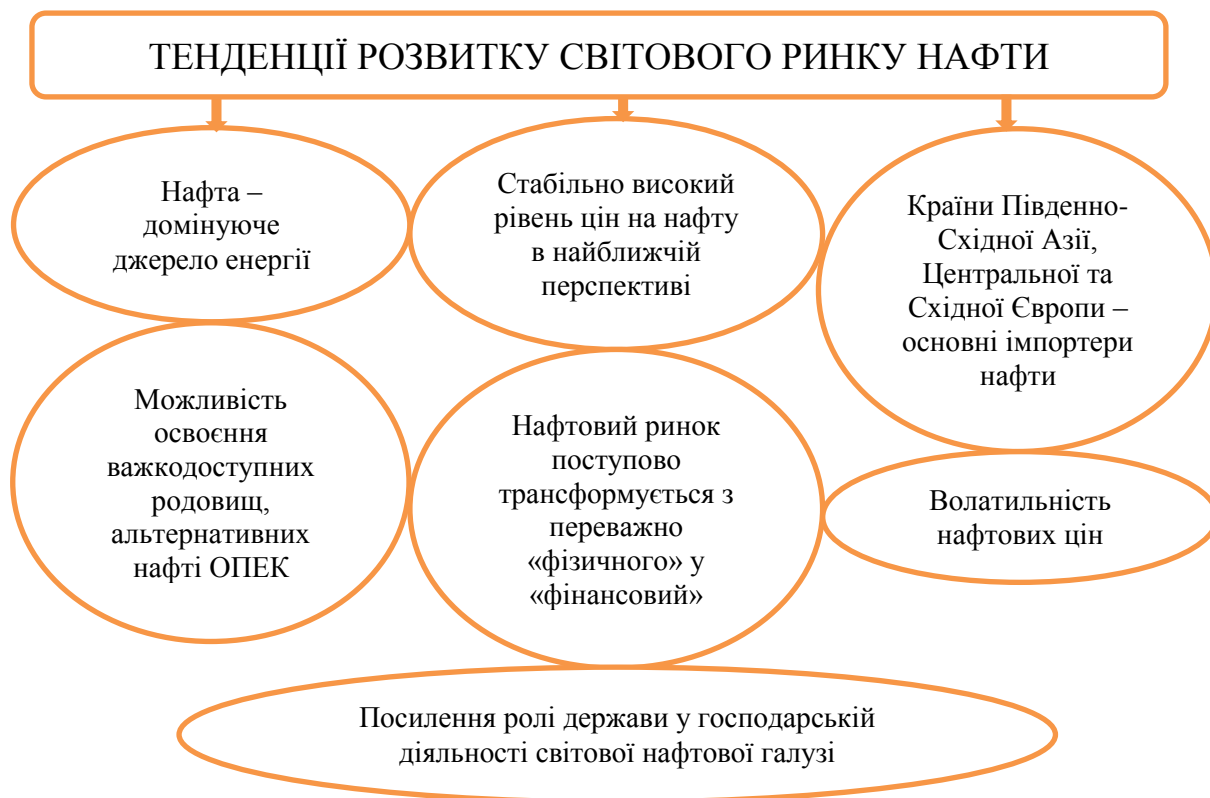 ТЕНДЕНЦІЇ РОЗВИТКУ СВІТОВОГО РИНКУ НАФТИ
Нафта –
домінуюче
джерело енергії
Стабільно високий
рівень цін на нафту
в найближчій
перспективі
Країни Південно-
Східної Азії,
Центральної та
Східної Європи –
основні імпортери
нафти
Можливість
освоєння
важкодоступних
родовищ,
альтернативних
нафті ОПЕК
Нафтовий ринок
поступово
трансформується з
переважно
«фізичного» у
«фінансовий»
Волатильність
нафтових цін
Посилення ролі держави у господарській
діяльності світової нафтової галузі